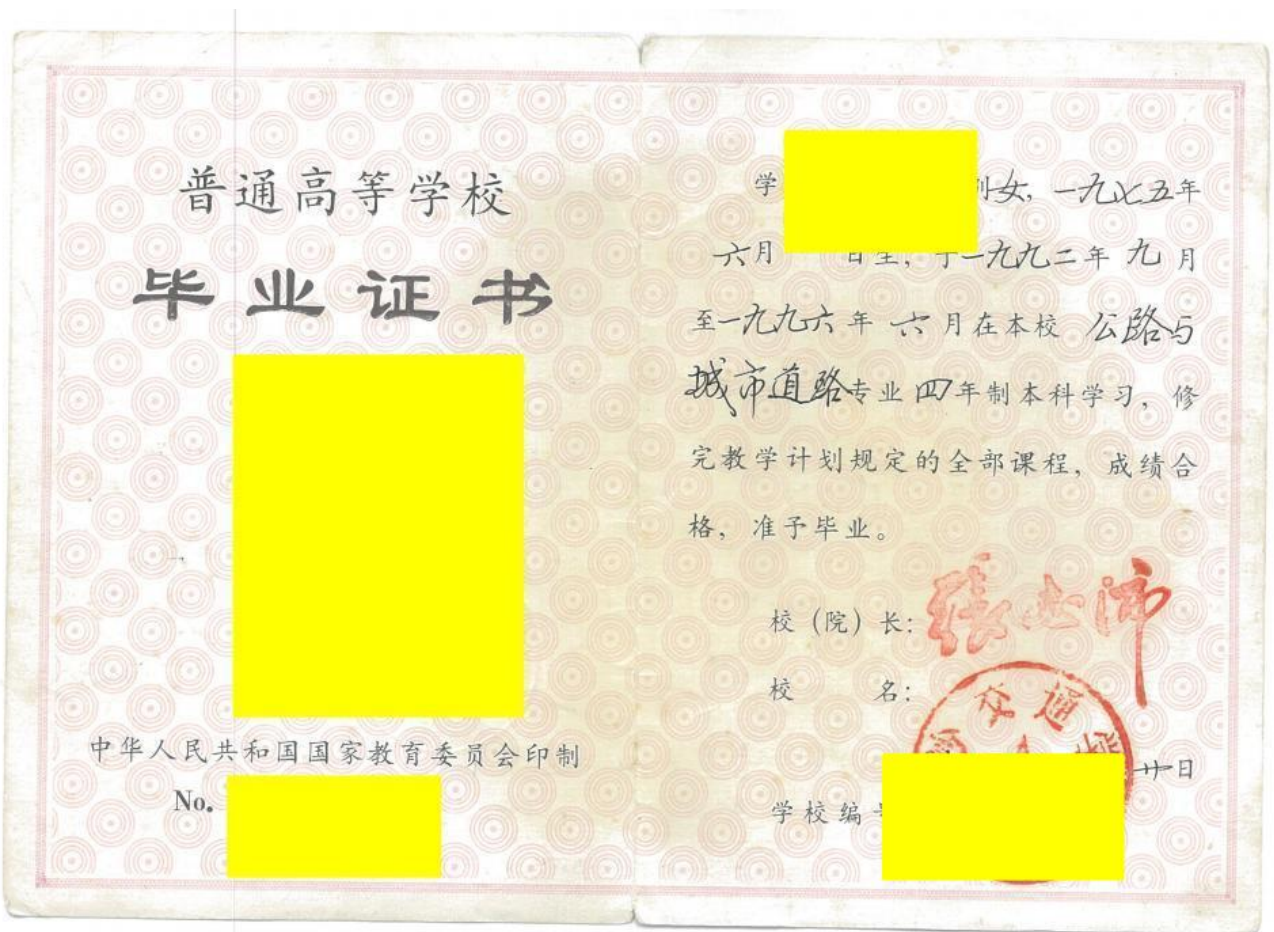 普通高等学校
毕业证书
中华人民共和国国家教育委员会印制
No.
学 女, 一九七五年
六月 日生, 于一九九二年九月
至一九九六年六月在本校 公路与
城市道路专业四年制本科学习, 修
完教学计划规定的全部课程, 成绩合
格, 准予毕业。
校（院）长:
校 名:
交通
廿日
学校编